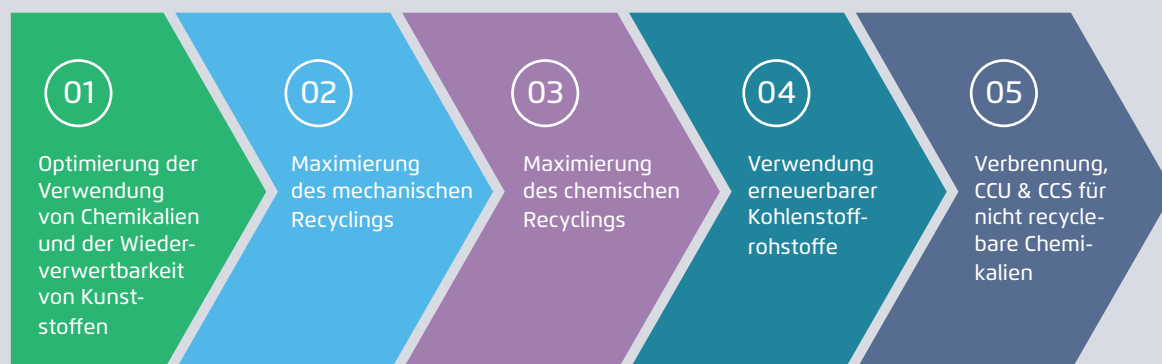 01
Optimierung der
Verwendung
von Chemikalien
und der Wieder-
verwertbarkeit
von Kunst-
stoffen
02
Maximierung
des mechanischen
Recyclings
03
Maximierung
des chemischen
Recyclings
04
Verwendung
erneuerbarer
Kohlenstoff-
rohstoffe
05
Verbrennung,
CCU & CCS für
nicht recycle-
bare Chemi-
kalien